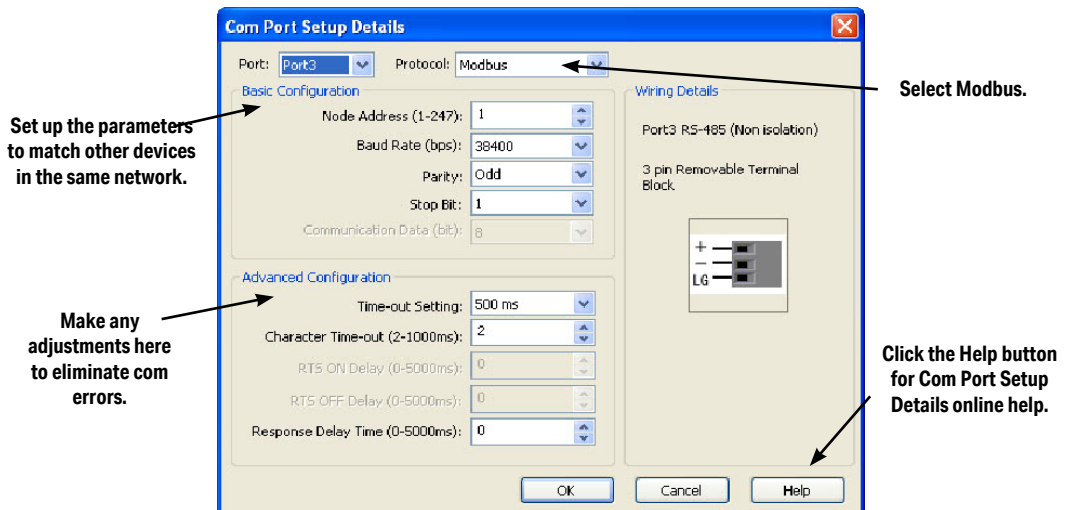 Com Port Setup Details
Port: Port3 Protocol: Modbus
Select Modbus.
Basic Configuration
Node Address (1-247): 1
Baud Rate (bps): 38400
Parity: Odd
Stop Bit: 1
Communication Data (bit): 8
Set up the parameters
to match other devices
in the same network.
Wiring Details
Port3 RS-485 (Non isolation)
3 pin Removable Terminal
Block
+
–
LG
Advanced Configuration
Time-out Setting: 500 ms
Character Time-out (2-1000ms): 2
RTS ON Delay (0-5000ms): 0
RTS OFF Delay (0-5000ms): 0
Response Delay Time (0-5000ms): 0
Make any
adjustments here
to eliminate com
errors.
Click the Help button
for Com Port Setup
Details online help.
OK Cancel Help